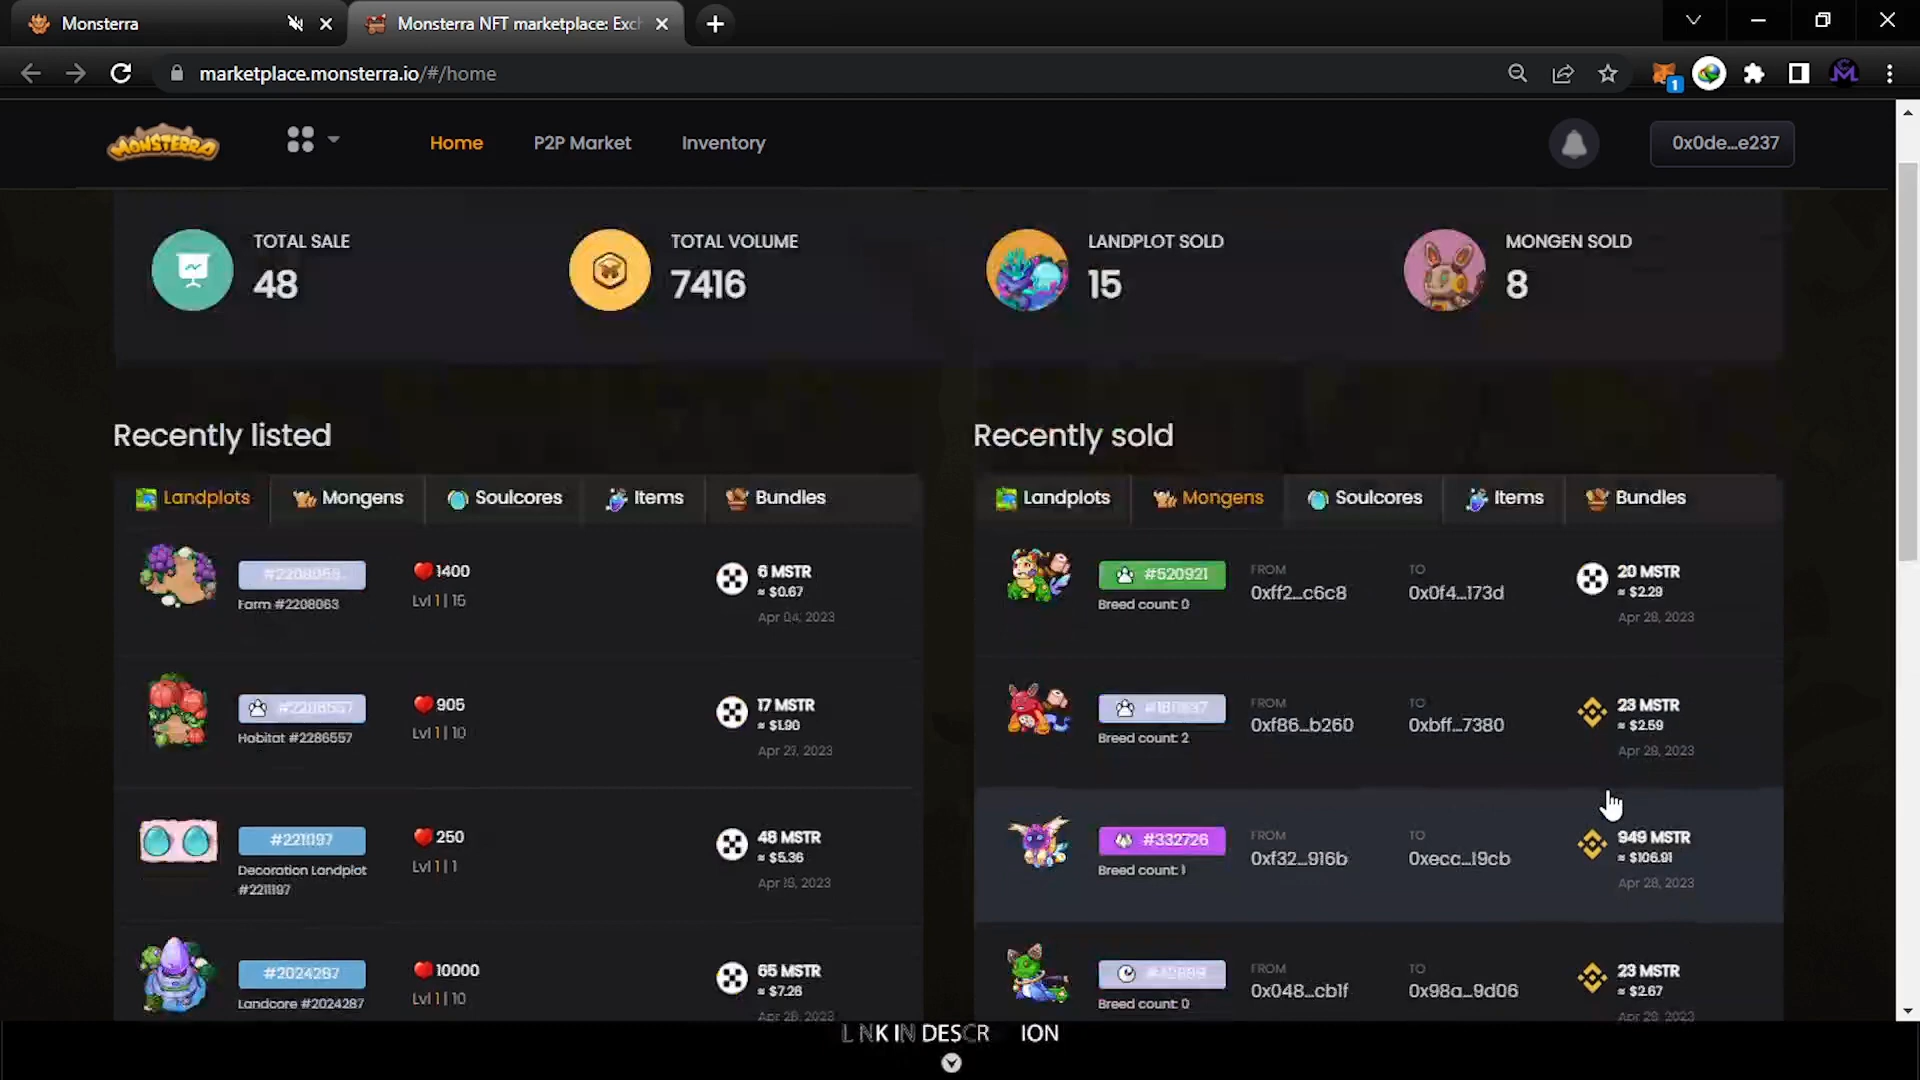 Monsterra
Monsterra NFT marketplace: Exc
marketplace.monsterra.io/#/home
1
MONSTERRA
Home
P2P Market
Inventory
0x0de...e237
TOTAL SALE
48
TOTAL VOLUME
7416
LANDPLOT SOLD
15
MONGEN SOLD
8
Recently listed
Landplots
Mongens
Soulcores
Items
Bundles
6 MSTR
1400
≈ $0.67
Farm #2208063
Lvl 1 | 15
Apr 04, 2023
905
17 MSTR
≈ $1.90
Habitat #2286557
Lvl 1 | 10
Apr 27, 2023
#2211197
250
48 MSTR
≈ $5.36
Decoration Landplot
#2211197
Lvl 1 | 1
Apr 19, 2023
#2024287
10000
65 MSTR
≈ $7.26
Landcore #2024287
Lvl 1 | 10
Recently sold
Landplots
Mongens
Soulcores
Items
Bundles
#520921
Breed count: 0
FROM
0xff2...c6c8
TO
0x0f4...173d
20 MSTR
≈ $2.29
Apr 28, 2023
Breed count: 2
FROM
0xf86...b260
TO
0xbff...7380
23 MSTR
≈ $2.59
Apr 28, 2023
#332726
Breed count: 1
FROM
0xf32...916b
TO
0xecc...19cb
949 MSTR
≈ $106.91
Apr 28, 2023
Breed count: 0
FROM
0x048...cb1f
TO
0x98a...9d06
23 MSTR
≈ $2.67
L NK IN DESCR ION